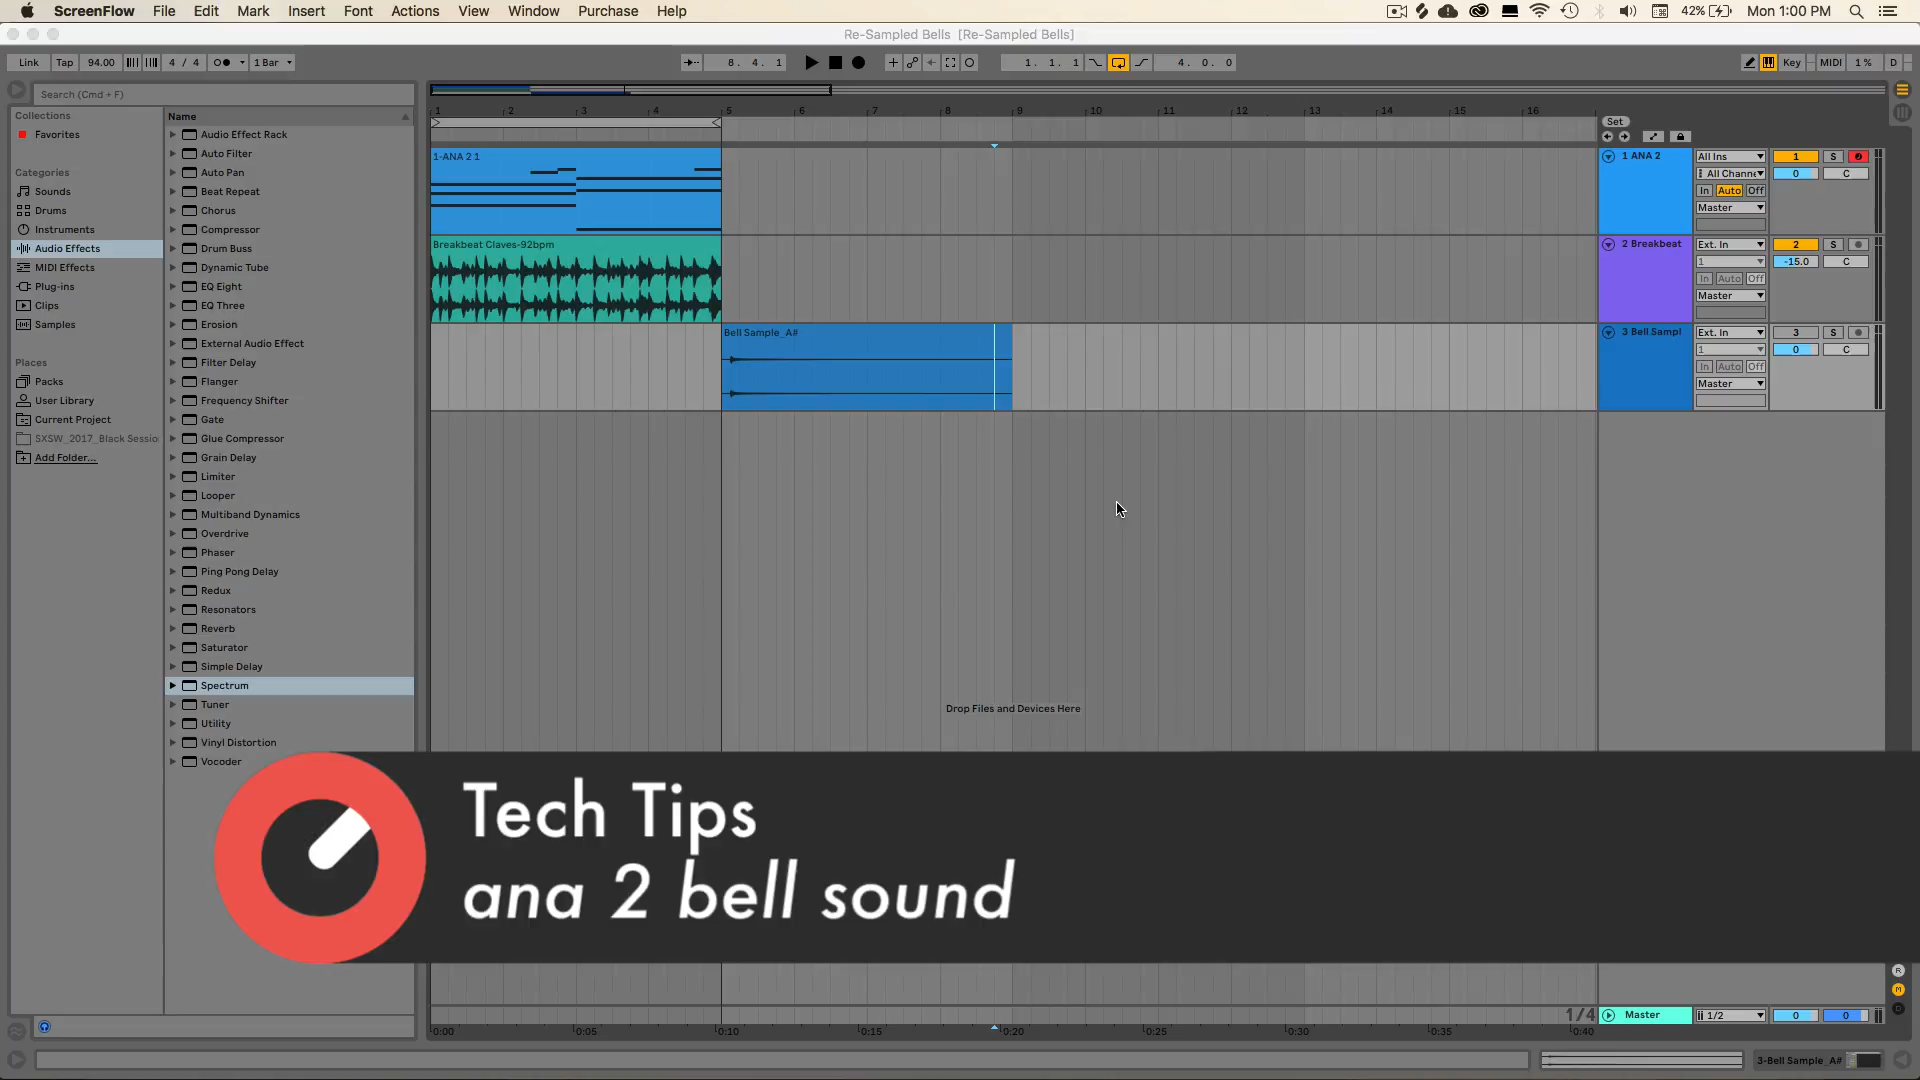 ScreenFlow File Edit Mark Insert Font Actions View Window Purchase Help 42% Mon 1:00 PM
Re-Sampled Bells [Re-Sampled Bells]
Link Tap 94.00 4 / 4 1 Bar 8. 4. 1 1. 1. 1 4. 0. 0 Key MIDI 1 % D
Search (Cmd + F)
Collections
Favorites
Categories
Sounds
Drums
Instruments
Audio Effects
MIDI Effects
Plug-ins
Clips
Samples
Places
Packs
User Library
Current Project
SXSW_2017_Black Sessio
Add Folder...
Name
Audio Effect Rack
Auto Filter
Auto Pan
Beat Repeat
Chorus
Compressor
Drum Buss
Dynamic Tube
EQ Eight
EQ Three
Erosion
External Audio Effect
Filter Delay
Flanger
Frequency Shifter
Gate
Glue Compressor
Grain Delay
Limiter
Looper
Multiband Dynamics
Overdrive
Phaser
Ping Pong Delay
Redux
Resonators
Reverb
Saturator
Simple Delay
Spectrum
Tuner
Utility
Vinyl Distortion
Vocoder
1 2 3 4 5 6 7 8 9 10 11 12 13 14 15 16
Set
1-ANA 2 1
1 ANA 2 All Ins 1 S
All Channe 0 C
In Auto Off
Master
Breakbeat Claves-92bpm
2 Breakbeat Ext. In 2 S
1 -15.0 C
In Auto Off
Master
Bell Sample_A#
3 Bell Sampl Ext. In 3 S
1 0 C
In Auto Off
Master
Drop Files and Devices Here
Tech Tips
ana 2 bell sound
R
M
D
1/4 Master 1/2 0 0
0:00 0:05 0:10 0:15 0:20 0:25 0:30 0:35 0:40
3-Bell Sample_A#